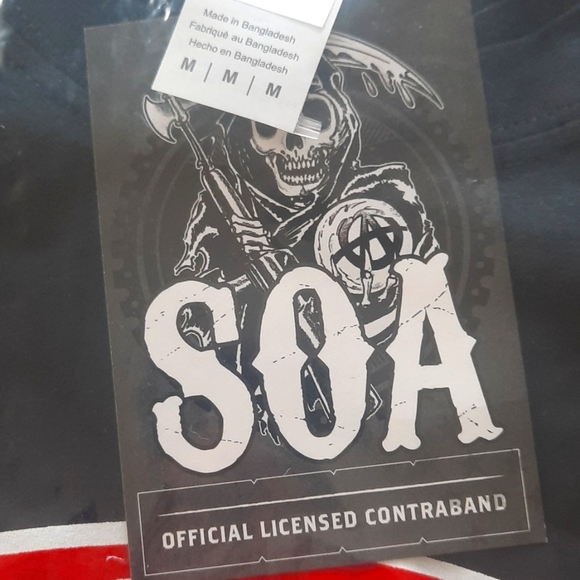 Made in Bangladesh
Fabriqué au Bangladesh
Hecho en Bangladesh
M | M | M
SOA
OFFICIAL LICENSED CONTRABAND